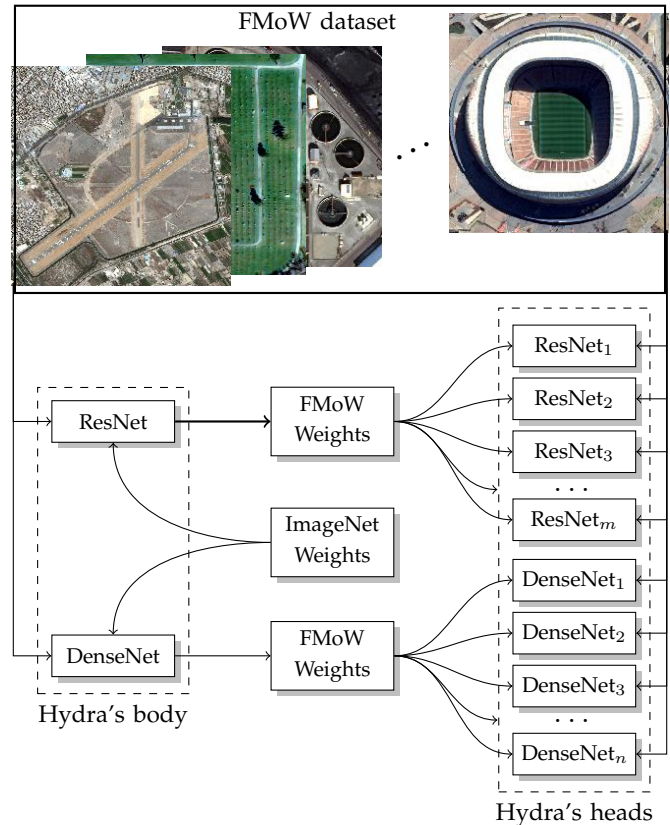 FMoW dataset
. . .
ResNet₁
ResNet₂
ResNet₃
. . .
ResNetₘ
ResNet
FMoW
Weights
ImageNet
Weights
DenseNet
FMoW
Weights
DenseNet₁
DenseNet₂
DenseNet₃
. . .
DenseNetₙ
Hydra's body
Hydra's heads